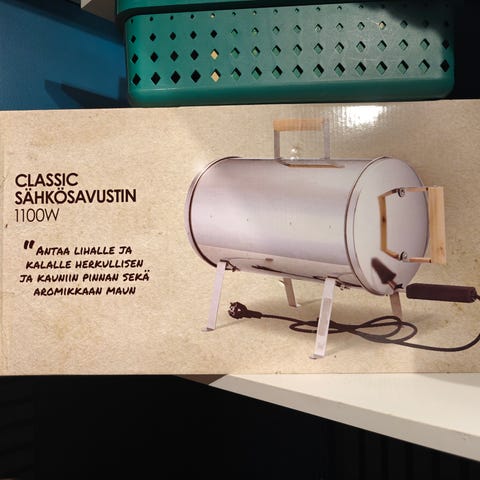 CLASSIC
SÄHKÖSAVUSTIN
1100W
"ANTAA LIHALLE JA
KALALLE HERKULLISEN
JA KAUNIIN PINNAN SEKÄ
AROMIKKAAN MAUN